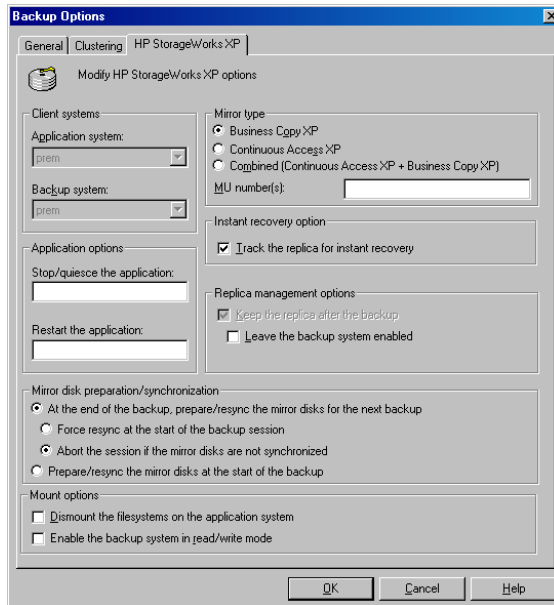 Backup Options
General
Clustering
HP StorageWorks XP
Modify HP StorageWorks XP options
Client systems
Application system:
prem
Backup system:
prem
Mirror type
Business Copy XP
Continuous Access XP
Combined (Continuous Access XP + Business Copy XP)
MU number(s):
Instant recovery option
Track the replica for instant recovery
Application options
Stop/quiesce the application:
Restart the application:
Replica management options
Keep the replica after the backup
Leave the backup system enabled
Mirror disk preparation/synchronization
At the end of the backup, prepare/resync the mirror disks for the next backup
Force resync at the start of the backup session
Abort the session if the mirror disks are not synchronized
Prepare/resync the mirror disks at the start of the backup
Mount options
Dismount the filesystems on the application system
Enable the backup system in read/write mode
OK
Cancel
Help